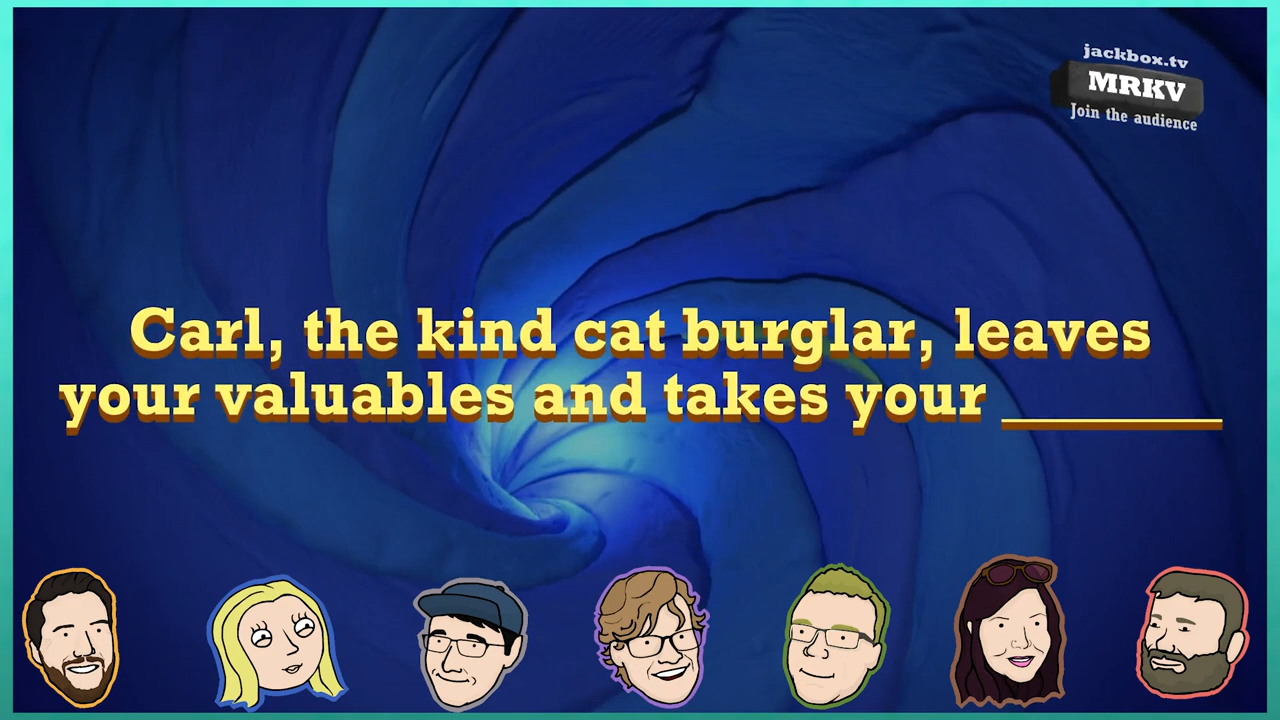 jackbox.tv
MRKV
Join the audience
Carl, the kind cat burglar, leaves
your valuables and takes your ________